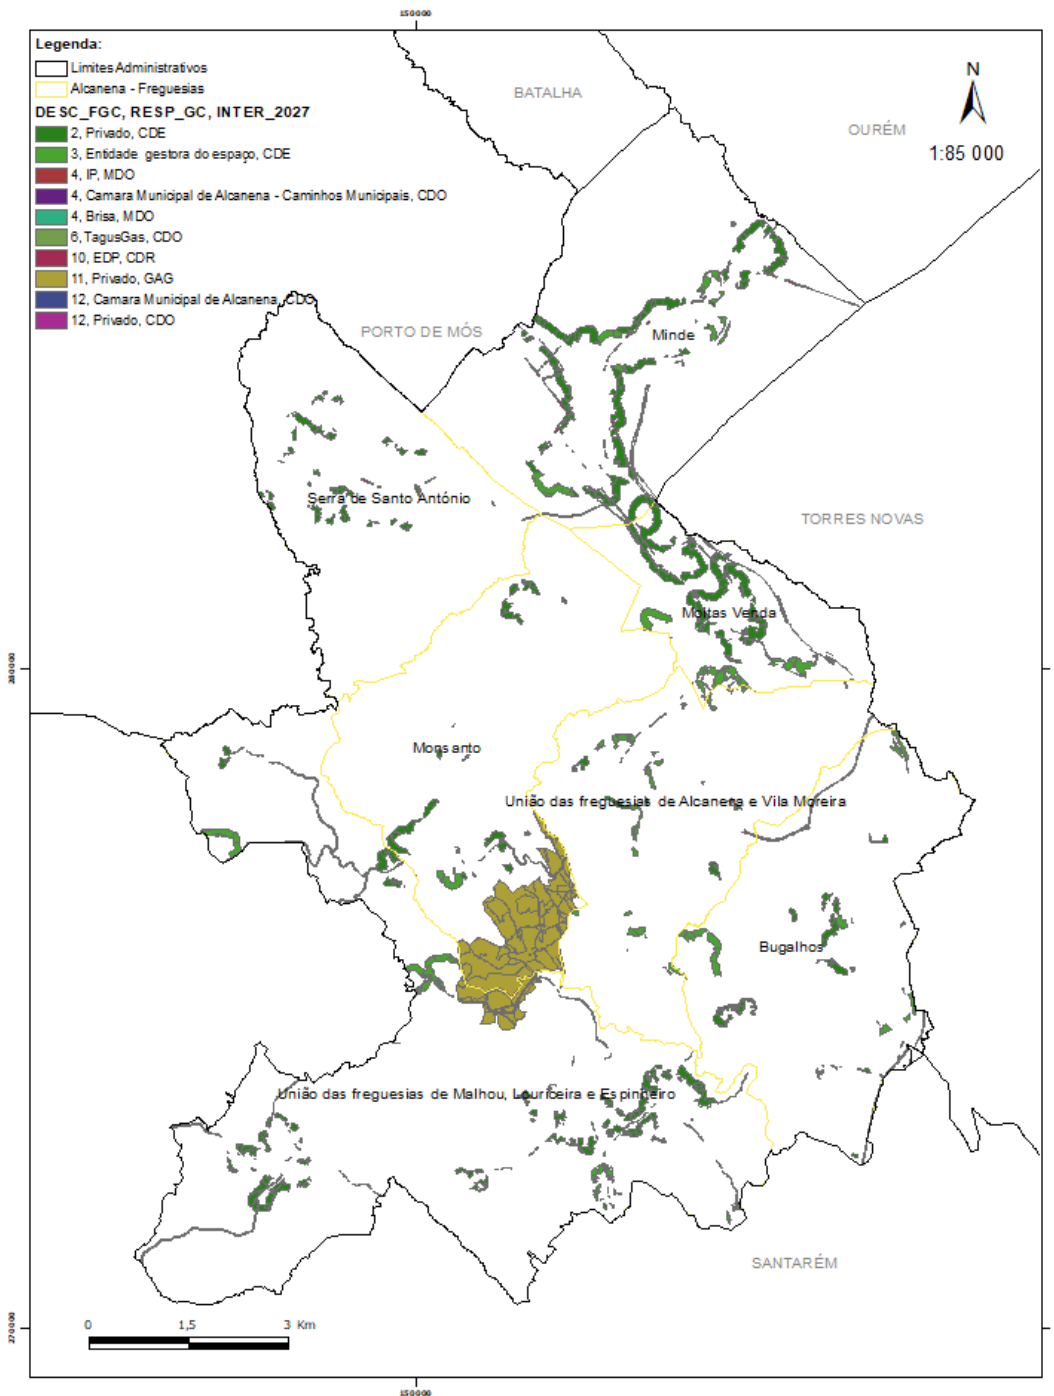 150000
Legenda:
Limites Administrativos
Alcanena - Freguesias
DESC_FGC, RESP_GC, INTER_2027
2, Privado, CDE
3, Entidade gestora do espaço, CDE
4, IP, MDO
4, Camara Municipal de Alcanena - Caminhos Municipais, CDO
4, Brisa, MDO
6, TagusGas, CDO
10, EDP, CDR
11, Privado, GAG
12, Camara Municipal de Alcanena, CDO
12, Privado, CDO
N
1:85 000
BATALHA
OURÉM
PORTO DE MÓS
Minde
Serra de Santo António
TORRES NOVAS
Moitas Venda
280000
Monsanto
União das freguesias de Alcanena e Vila Moreira
Bugalhos
União das freguesias de Malhou, Louriceira e Espinheiro
SANTARÉM
270000
0 1,5 3 Km
150000